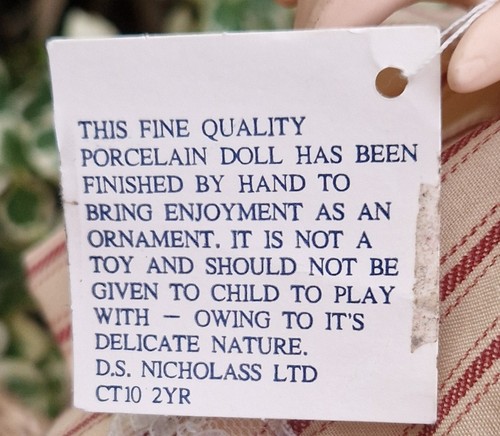 THIS FINE QUALITY
PORCELAIN DOLL HAS BEEN
FINISHED BY HAND TO
BRING ENJOYMENT AS AN
ORNAMENT. IT IS NOT A
TOY AND SHOULD NOT BE
GIVEN TO CHILD TO PLAY
WITH – OWING TO IT'S
DELICATE NATURE.
D.S. NICHOLASS LTD
CT10 2YR